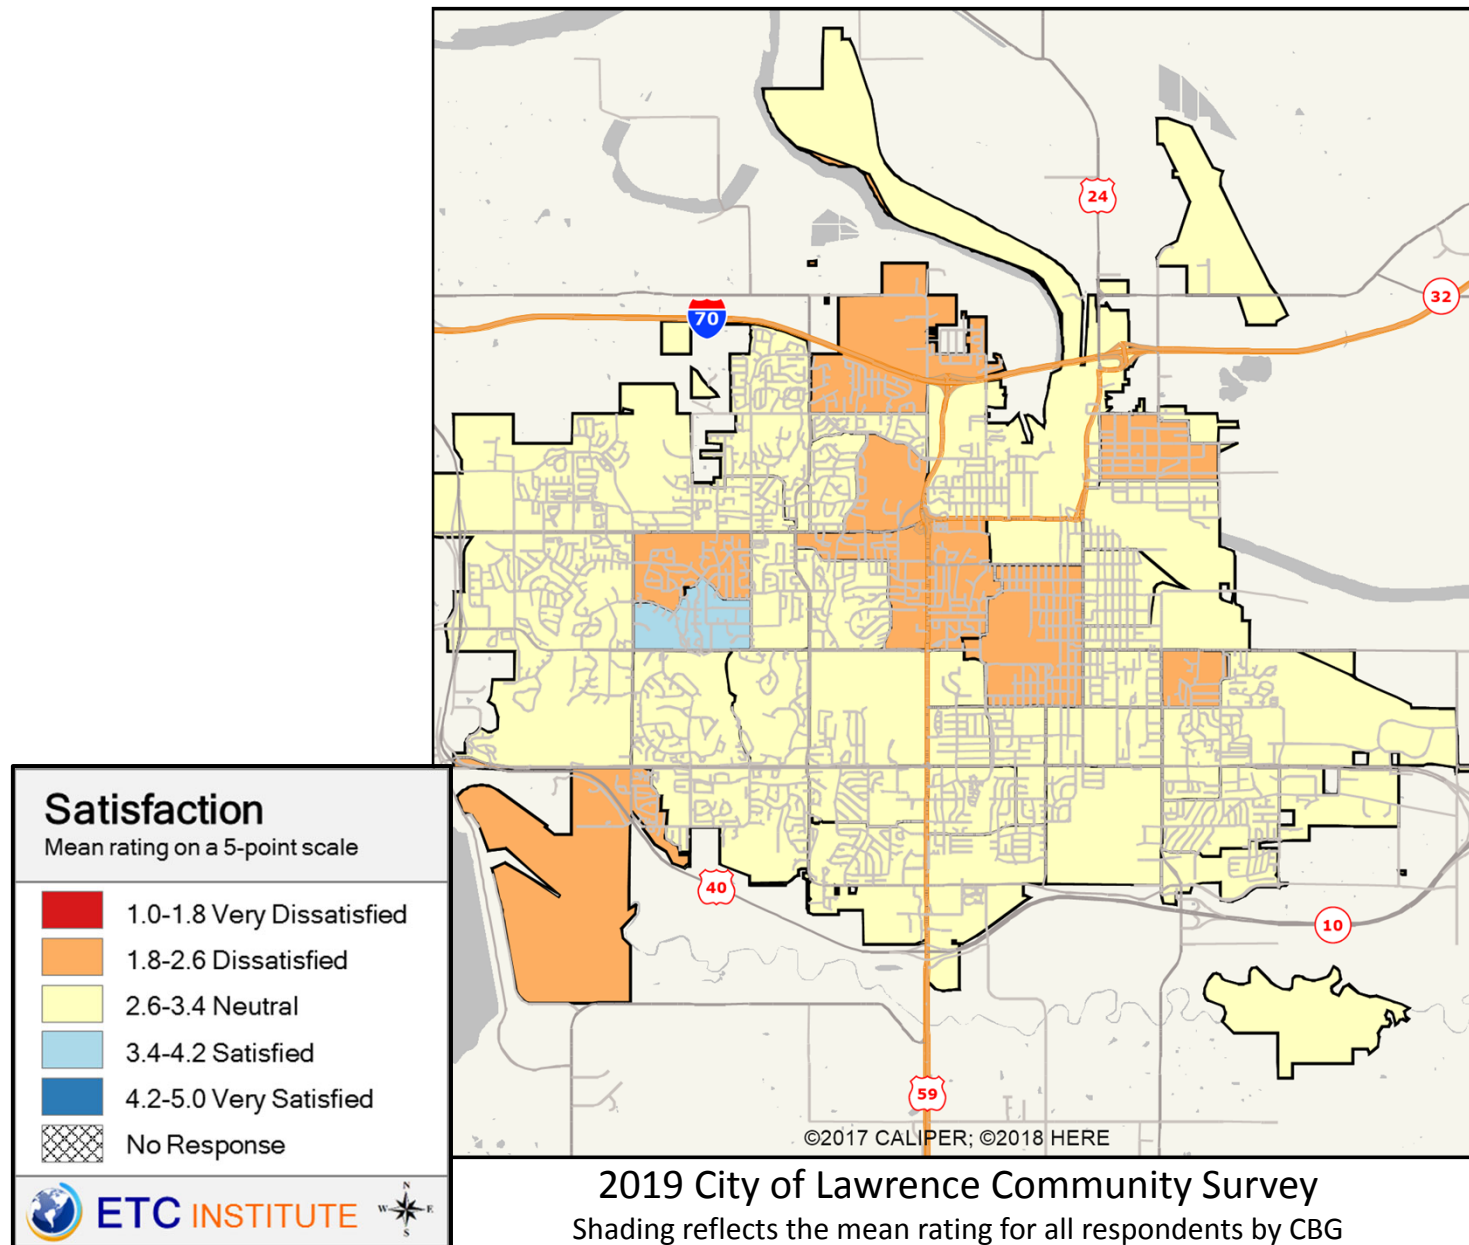 24
32
70
40
10
59
©2017 CALIPER; ©2018 HERE
Satisfaction
Mean rating on a 5-point scale
1.0-1.8 Very Dissatisfied
1.8-2.6 Dissatisfied
2.6-3.4 Neutral
3.4-4.2 Satisfied
4.2-5.0 Very Satisfied
No Response
ETC INSTITUTE
N
W E
S
2019 City of Lawrence Community Survey
Shading reflects the mean rating for all respondents by CBG